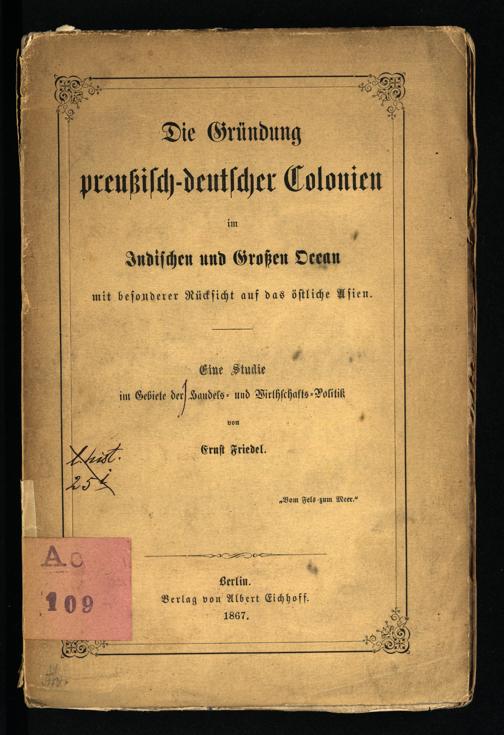 Die Gründung
preußisch-deutscher Colonien
im
Indischen und Großen Ocean
mit besonderer Rücksicht auf das östliche Asien.
Eine Studie
im Gebiete der Handels- und Wirthschafts-Politik
von
Ernst Friedel.
„Vom Fels zum Meer.“
Berlin.
Verlag von Albert Eichhoff.
1867.
hist.
25
Ac
109